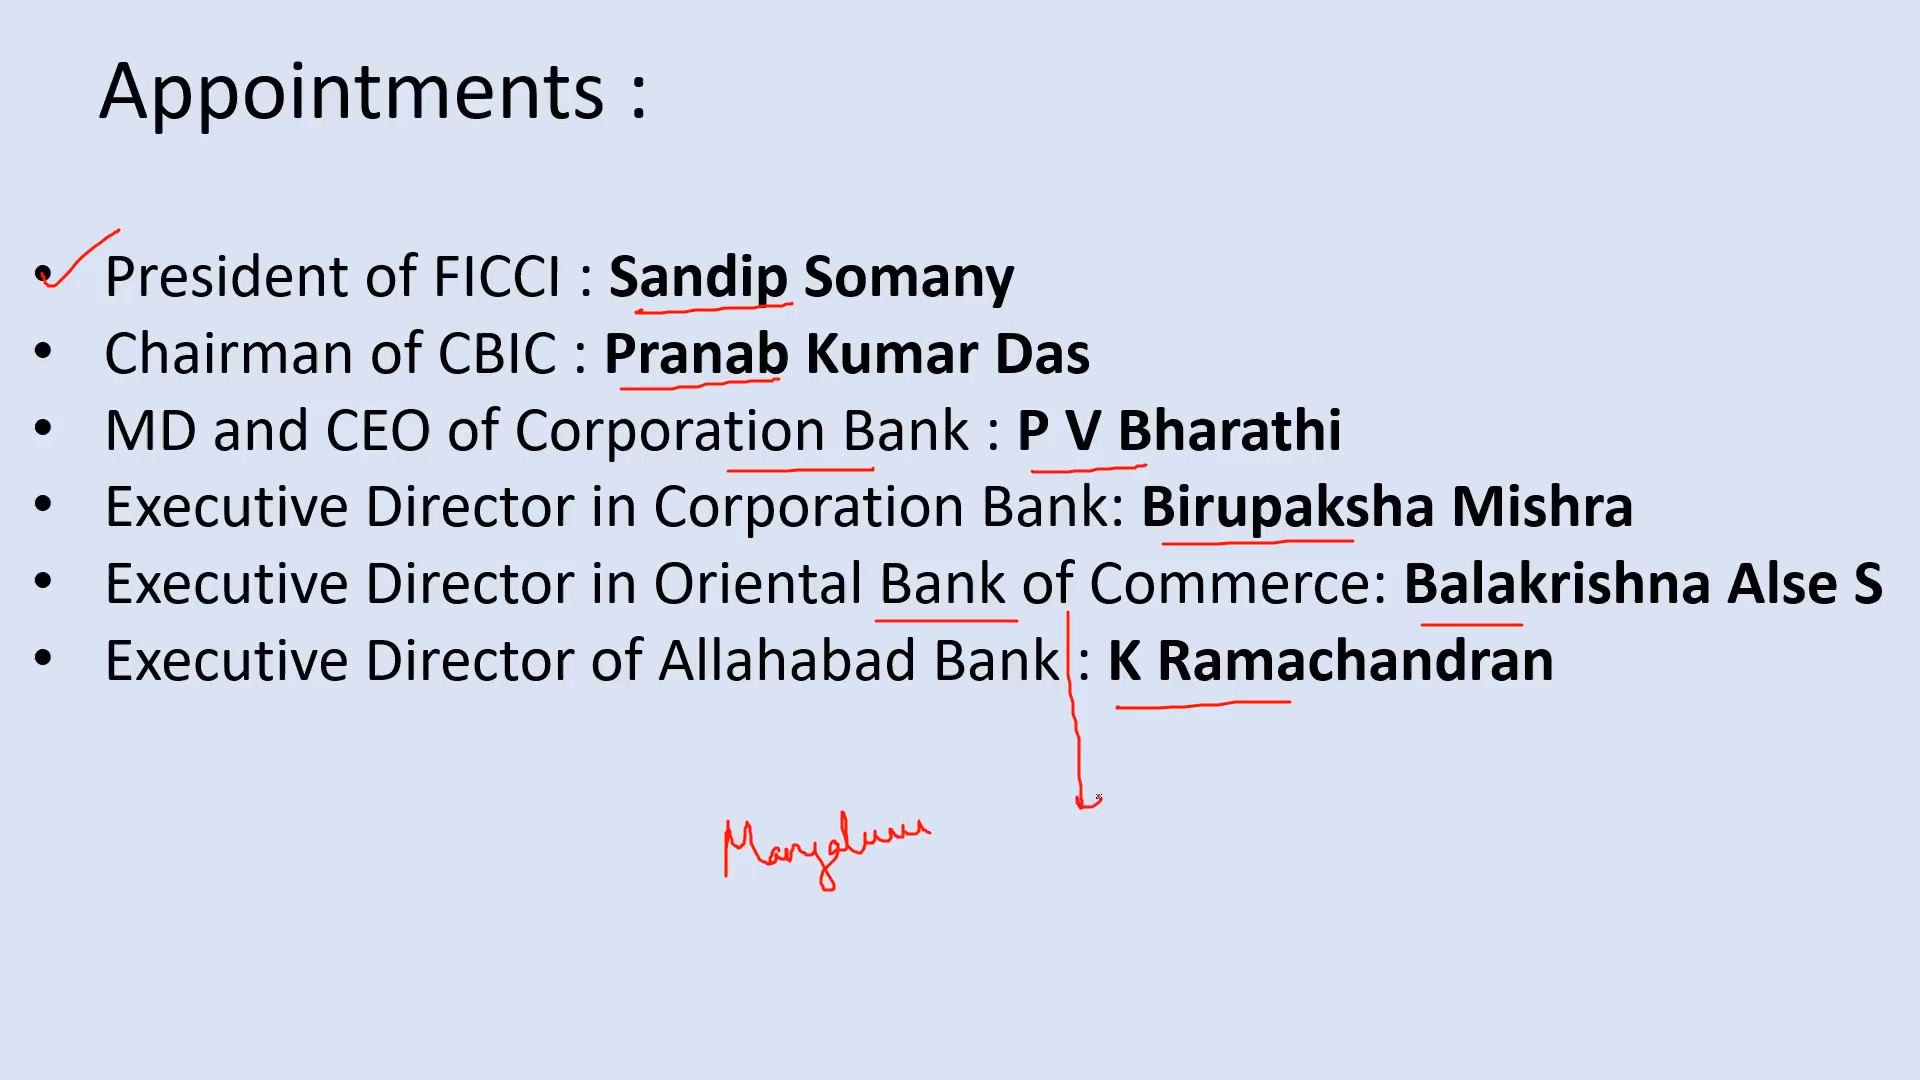 Appointments :
• President of FICCI : Sandip Somany
• Chairman of CBIC : Pranab Kumar Das
• MD and CEO of Corporation Bank : P V Bharathi
• Executive Director in Corporation Bank: Birupaksha Mishra
• Executive Director in Oriental Bank of Commerce: Balakrishna Alse S
• Executive Director of Allahabad Bank : K Ramachandran
Mangaluru